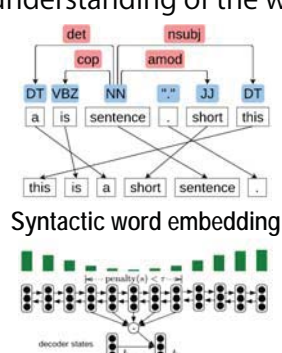 understanding of the w
det nsubj
cop amod
DT VBZ NN "." JJ DT
a is sentence . short this
this is a short sentence .
Syntactic word embedding
penalty(s) < τ
decoder states